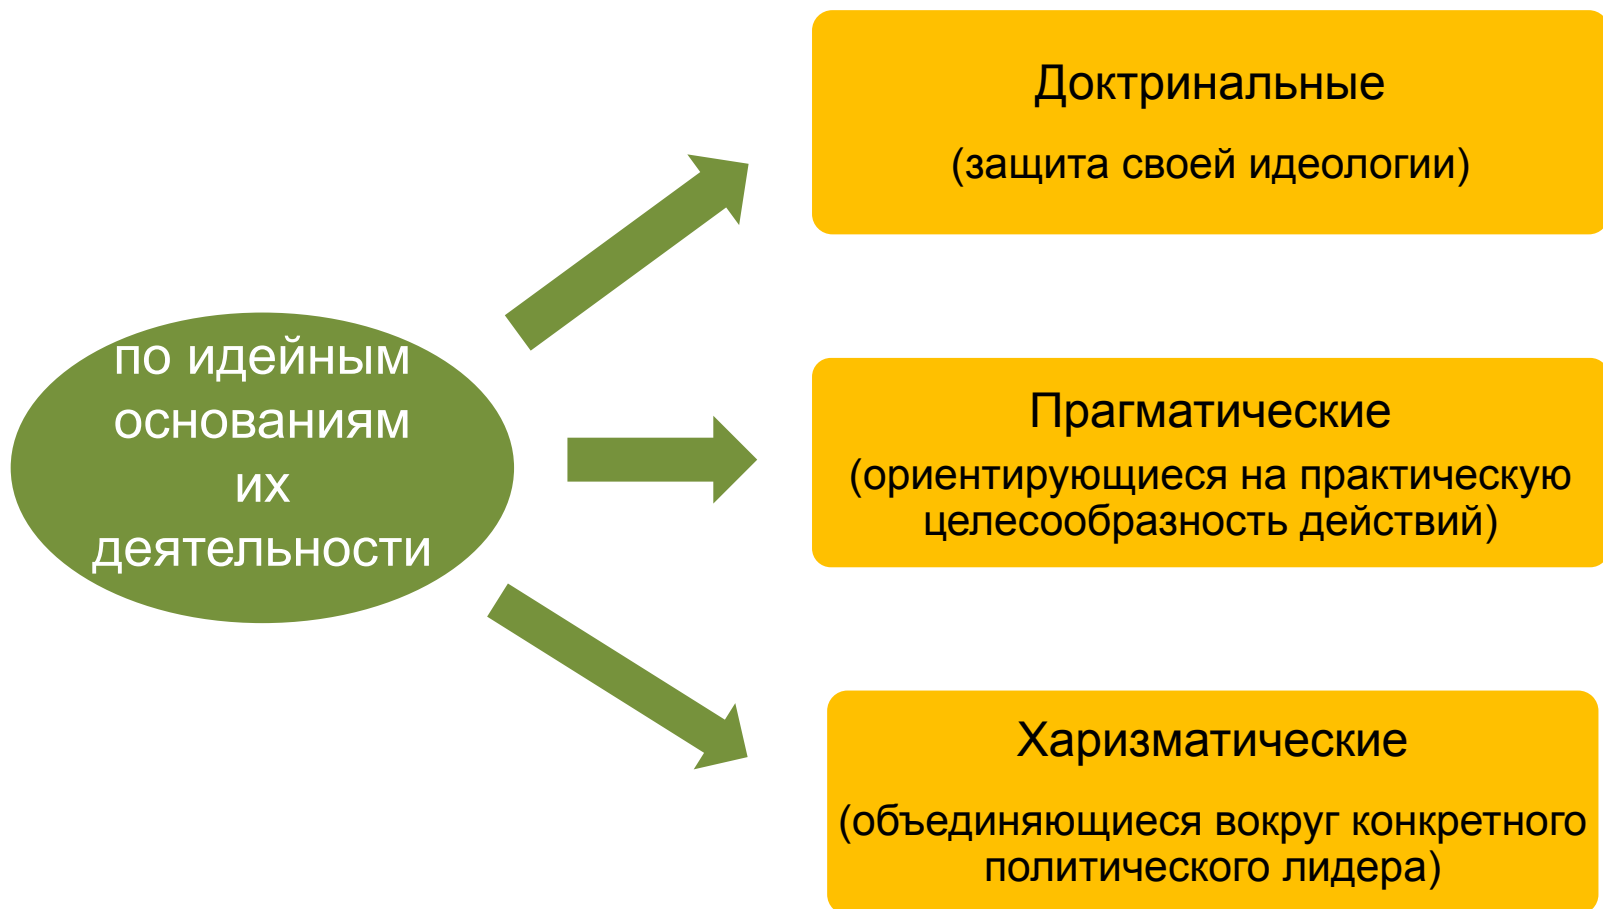 по идейным
основаниям
их
деятельности
Доктринальные
(защита своей идеологии)
Прагматические
(ориентирующиеся на практическую
целесообразность действий)
Харизматические
(объединяющиеся вокруг конкретного
политического лидера)